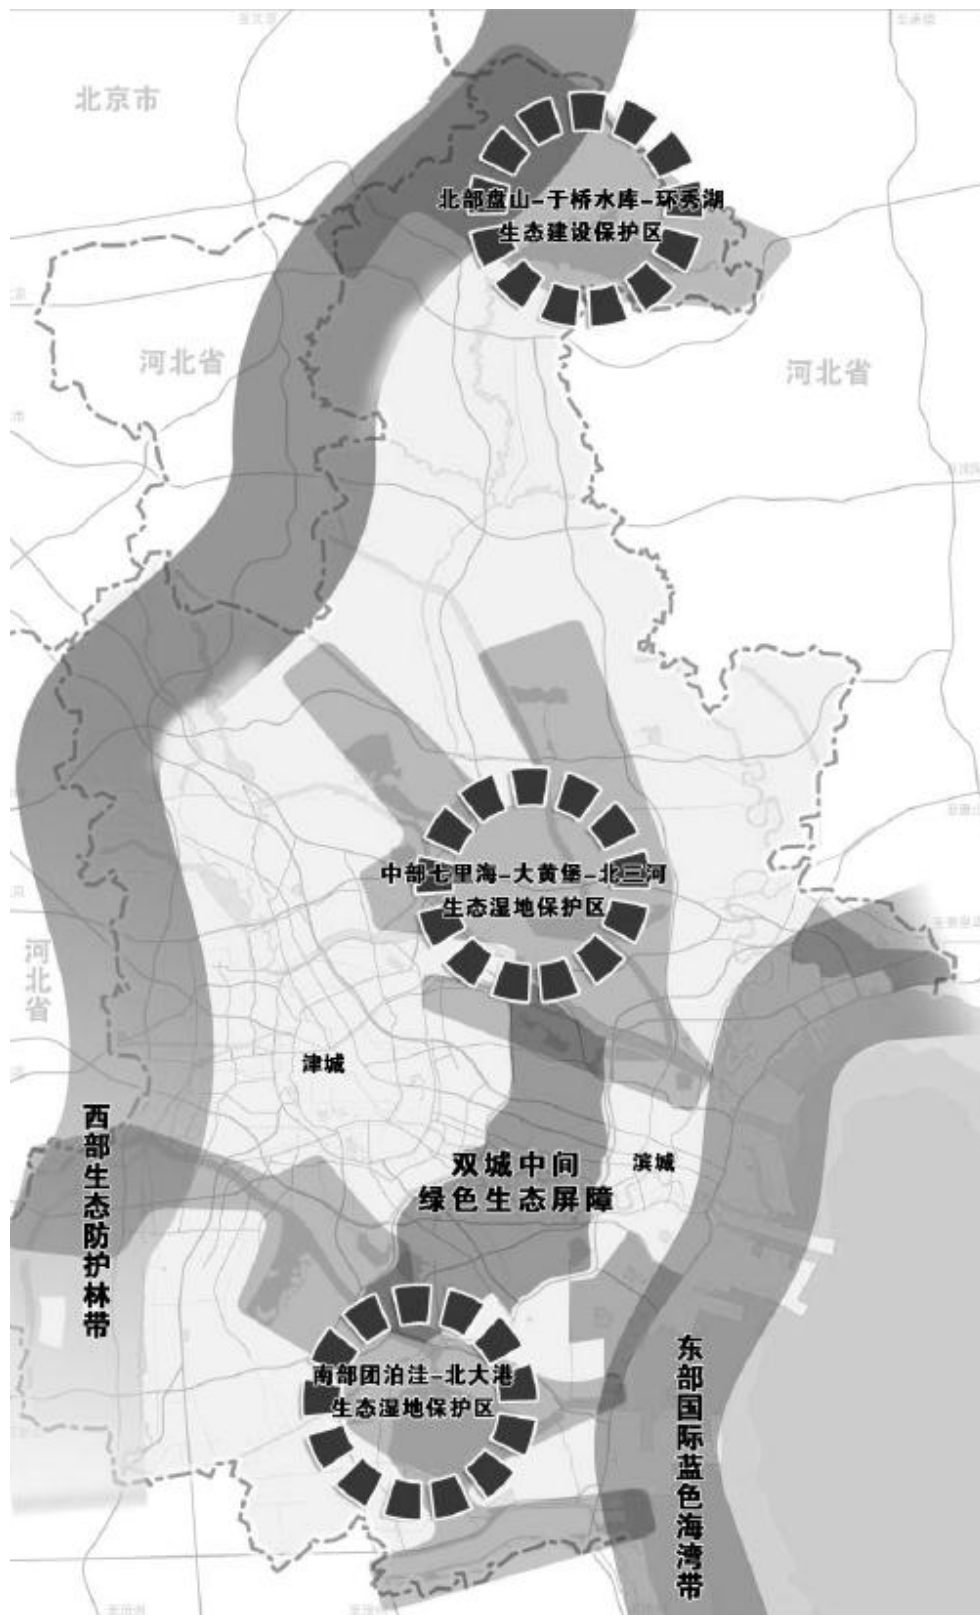 北京市
至承德
北部盘山-于桥水库-环秀湖
生态建设保护区
河北省
河北省
中部七里海-大黄堡-北三河
生态湿地保护区
河北省
津城
西部生态防护林带
双城中间
绿色生态屏障
滨城
南部团泊洼-北大港
生态湿地保护区
东部国际蓝色海湾带